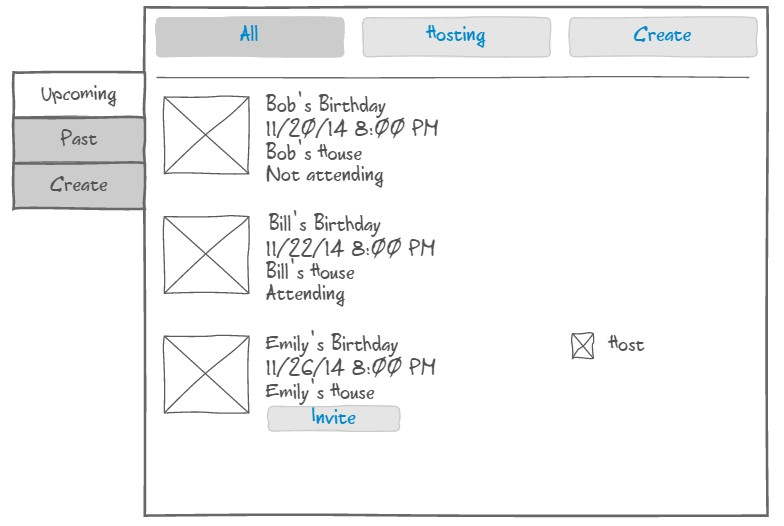 All
Hosting
Create
Upcoming
Past
Create
Bob's Birthday
11/20/14 8:00 PM
Bob's House
Not attending
Bill's Birthday
11/22/14 8:00 PM
Bill's House
Attending
Emily's Birthday
11/26/14 8:00 PM
Emily's House
Invite
Host